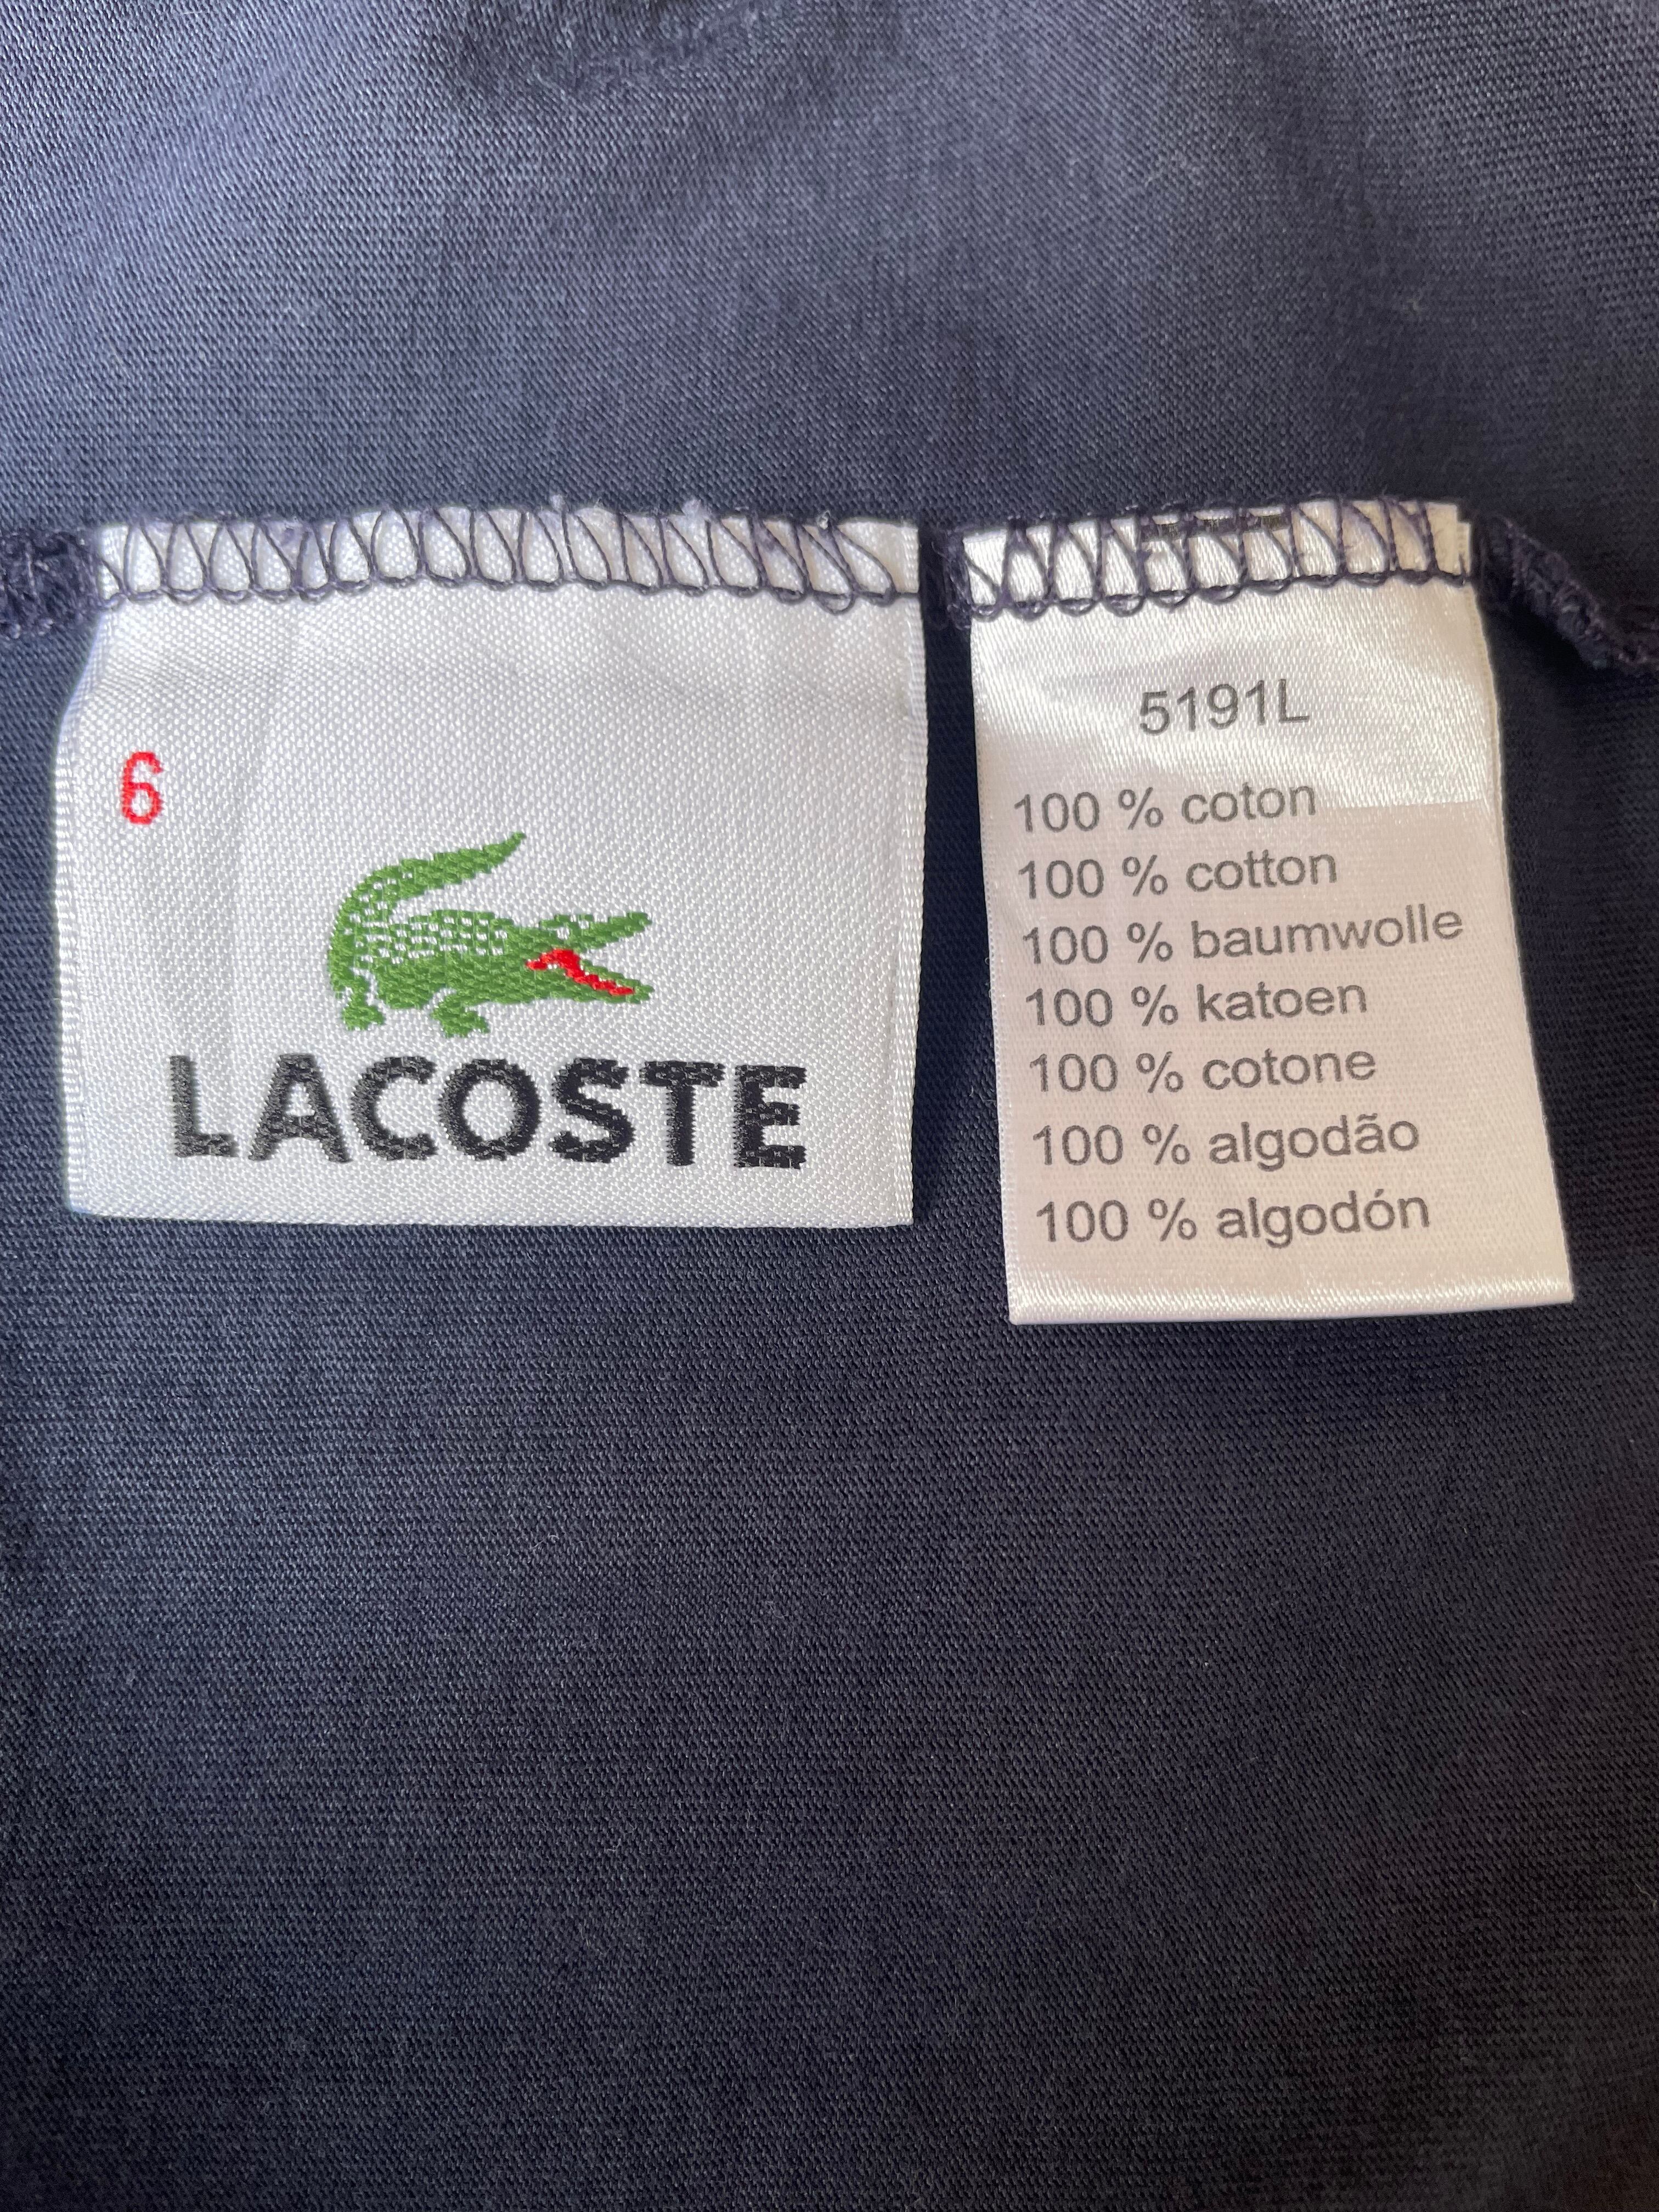 6
LACOSTE
5191L
100 % coton
100 % cotton
100 % baumwolle
100 % katoen
100 % cotone
100 % algodão
100 % algodón